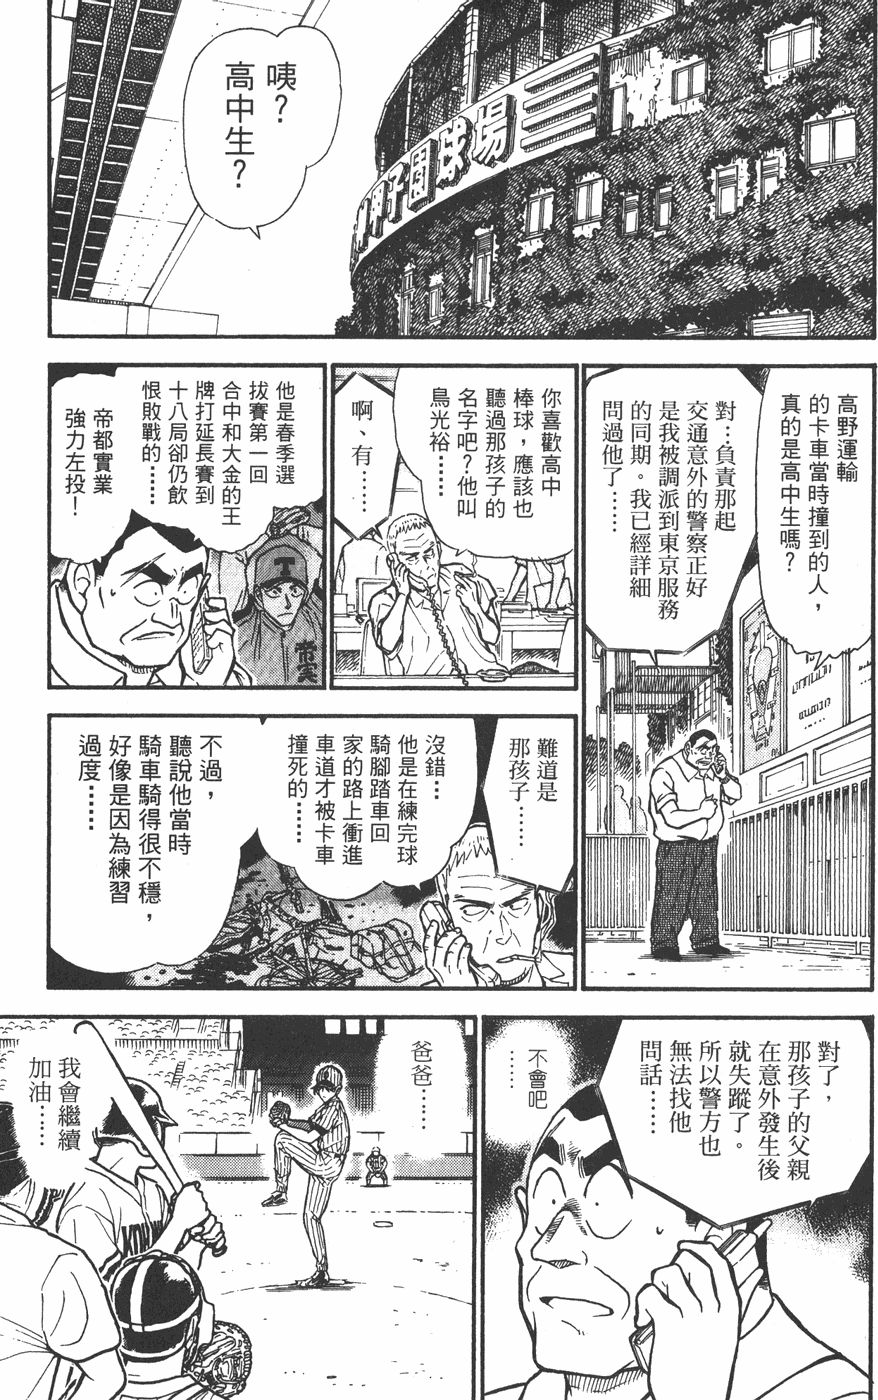 咦？
高中生？
甲子園球場
高野運輸
的卡車當時撞到的人，
真的是高中生嗎？
對…負責那起
交通意外的警察正好
是我被調派到東京服務
的同期。我已經詳細
問過他了……
你喜歡高中
棒球，應該也
聽過那孩子的
名字吧？他叫
鳥光裕……
啊、有……
他是春季選
拔賽第一回
合中和大金的王
牌打延長賽到
十八局卻仍飲
恨敗戰的……
帝都實業
強力左投！
T
帝実
難道是
那孩子……
沒錯…
他是在練完球
騎腳踏車回
家的路上衝進
車道才被卡車
撞死的……
不過，
聽說他當時
騎車騎得很不穩，
好像是因為練習
過度……
對了，
那孩子的父親
在意外發生後
就失蹤了。
所以警方也
無法找他
問話……
不會吧
……
爸爸……
我會繼續
加油……